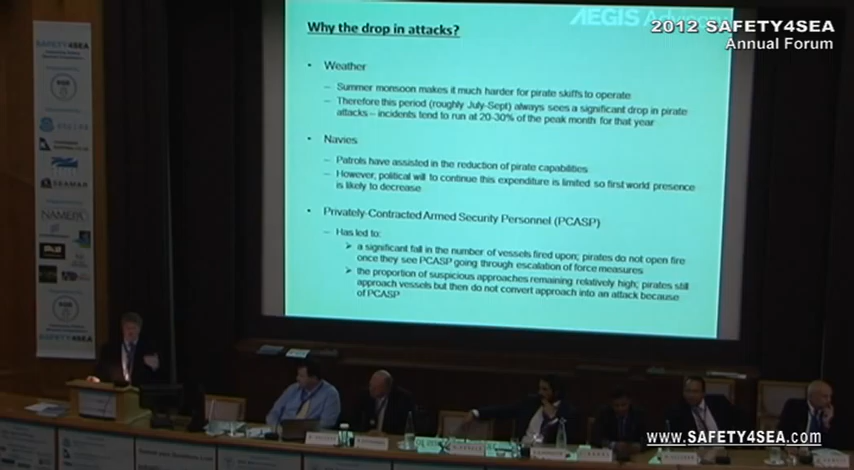 AEGIS Advisory
2012 SAFETY4SEA
Annual Forum
Why the drop in attacks?
• Weather
– Summer monsoon makes it much harder for pirate skiffs to operate
– Therefore this period (roughly July-Sept) always sees a significant drop in pirate
attacks – incidents tend to run at 20-30% of the peak month for that year
• Navies
– Patrols have assisted in the reduction of pirate capabilities
– However, political will to continue this expenditure is limited so first world presence
is likely to decrease
• Privately-Contracted Armed Security Personnel (PCASP)
– Has led to:
➢ a significant fall in the number of vessels fired upon; pirates do not open fire
once they see PCASP going through escalation of force measures
➢ the proportion of suspicious approaches remaining relatively high; pirates still
approach vessels but then do not convert approach into an attack because
of PCASP
SAFETY4SEA
SEAMAR
NAMEPA
SAFETY4SEA
www.SAFETY4SEA.com